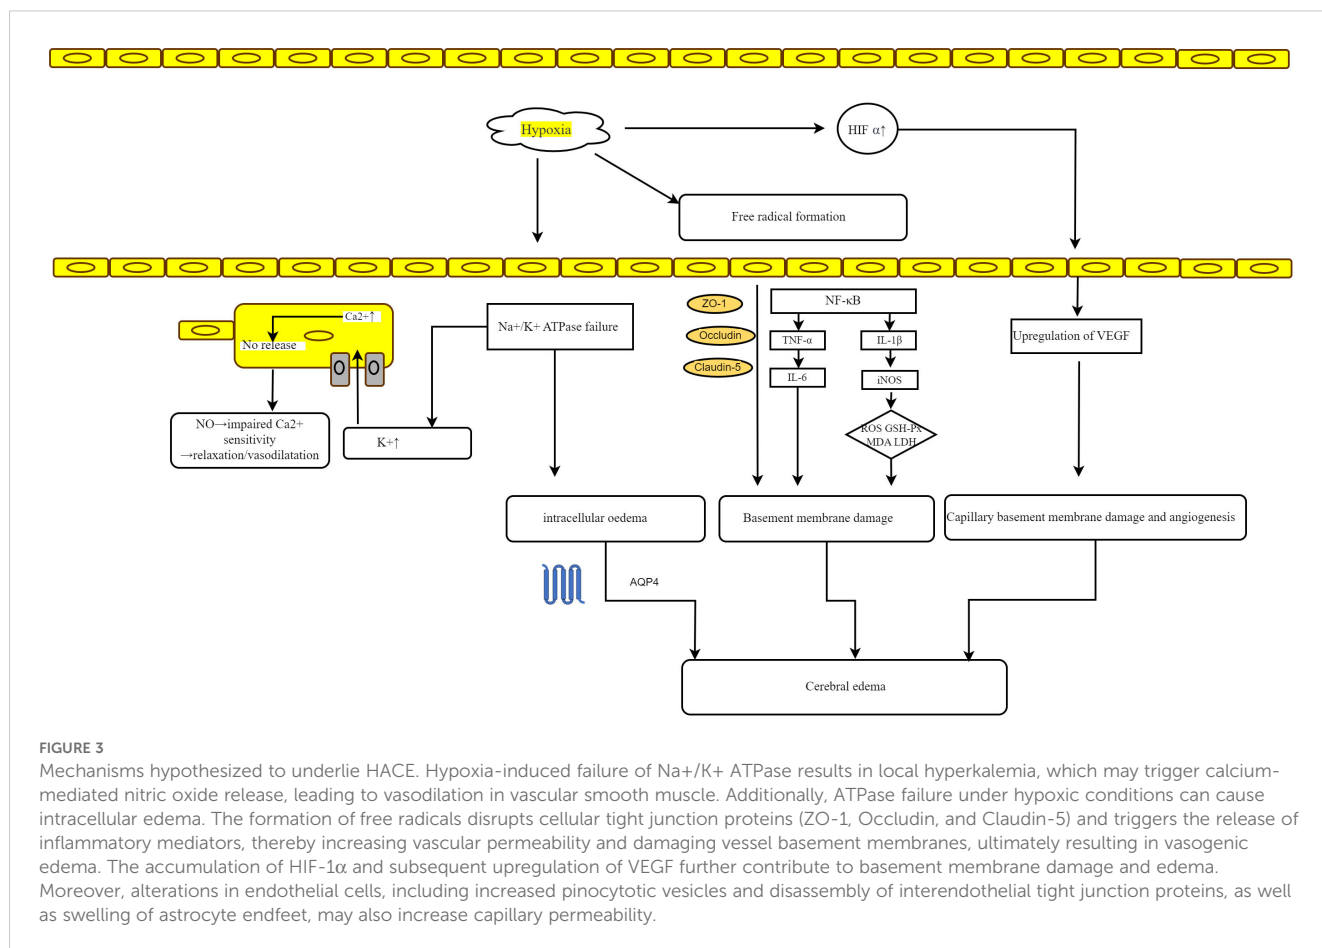 Hypoxia
HIF α↑
Free radical formation
Ca2+↑
No release
Na+/K+ ATPase failure
ZO-1
Occludin
Claudin-5
NF-κB
TNF-α
IL-1β
IL-6
iNOS
ROS GSH-Px
MDA LDH
Upregulation of VEGF
NO→impaired Ca2+
sensitivity
→relaxation/vasodilatation
K+↑
intracellular oedema
Basement membrane damage
Capillary basement membrane damage and angiogenesis
AQP4
Cerebral edema
FIGURE 3
Mechanisms hypothesized to underlie HACE. Hypoxia-induced failure of Na+/K+ ATPase results in local hyperkalemia, which may trigger calcium-
mediated nitric oxide release, leading to vasodilation in vascular smooth muscle. Additionally, ATPase failure under hypoxic conditions can cause
intracellular edema. The formation of free radicals disrupts cellular tight junction proteins (ZO-1, Occludin, and Claudin-5) and triggers the release of
inflammatory mediators, thereby increasing vascular permeability and damaging vessel basement membranes, ultimately resulting in vasogenic
edema. The accumulation of HIF-1α and subsequent upregulation of VEGF further contribute to basement membrane damage and edema.
Moreover, alterations in endothelial cells, including increased pinocytotic vesicles and disassembly of interendothelial tight junction proteins, as well
as swelling of astrocyte endfeet, may also increase capillary permeability.